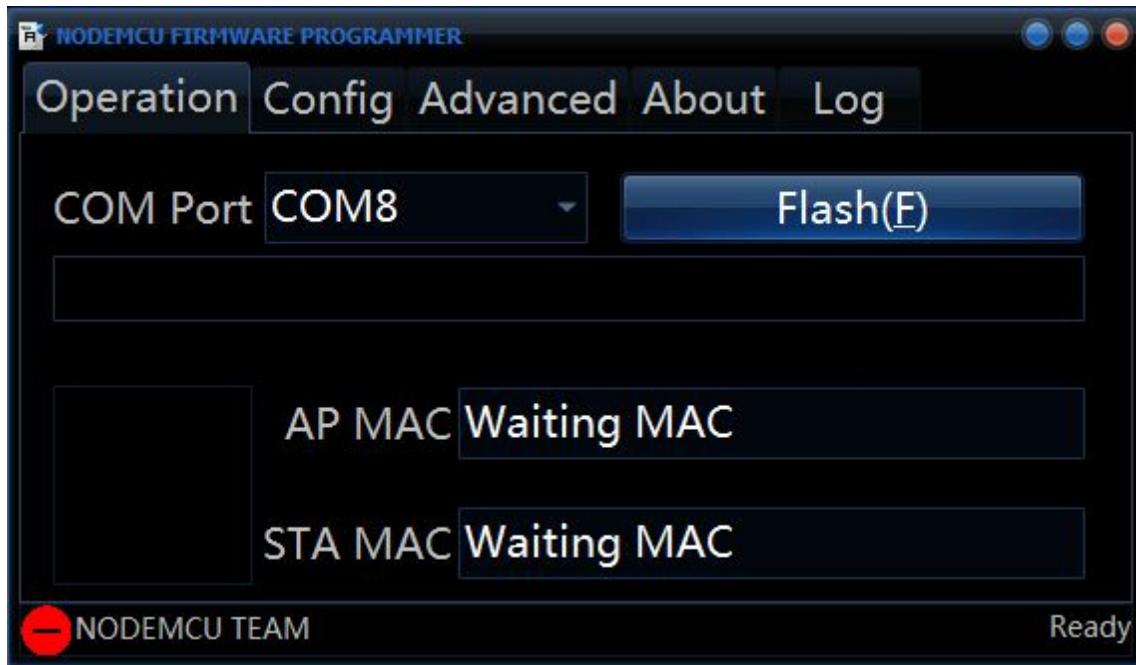 NODEMCU FIRMWARE PROGRAMMER
Operation Config Advanced About Log
COM Port COM8 Flash(F)
AP MAC Waiting MAC
STA MAC Waiting MAC
NODEMCU TEAM Ready